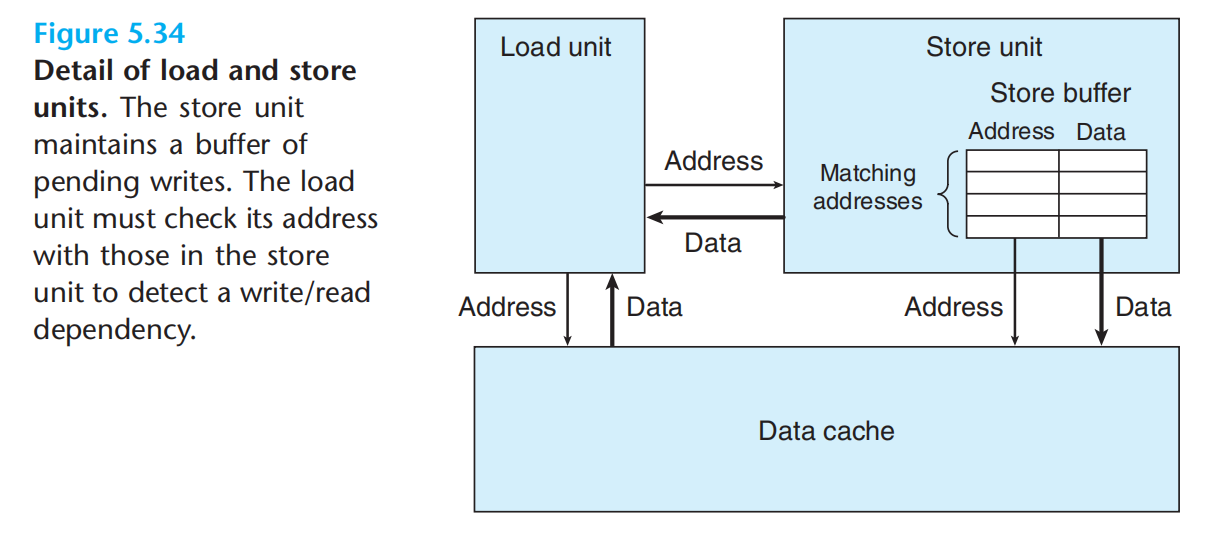 Figure 5.34
Detail of load and store
units. The store unit
maintains a buffer of
pending writes. The load
unit must check its address
with those in the store
unit to detect a write/read
dependency.
Load unit
Store unit
Store buffer
Address Data
Matching
addresses
Address
Data
Address
Data
Address
Data
Data cache